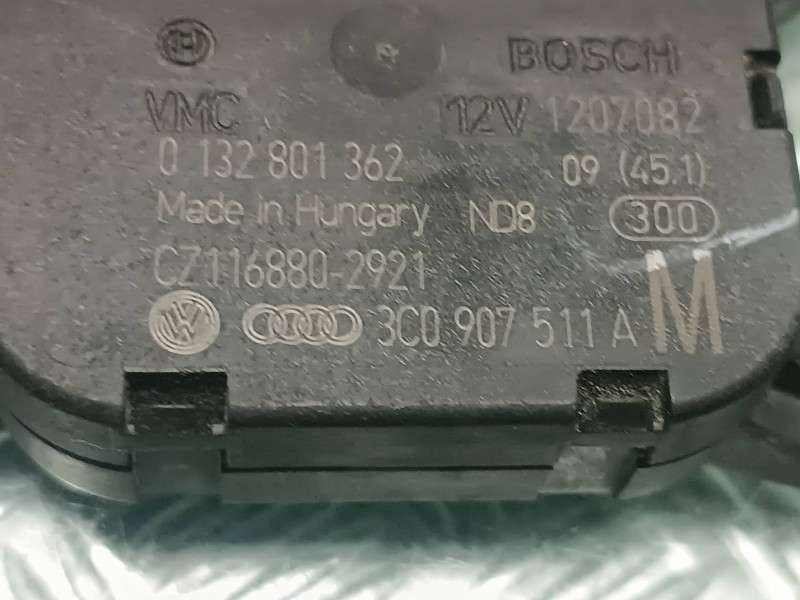 BOSCH
VMC 12V 1207082
0 132 801 362 09 (45.1)
Made in Hungary ND8 300
CZ116880-2921
VW 3C0 907 511 A M